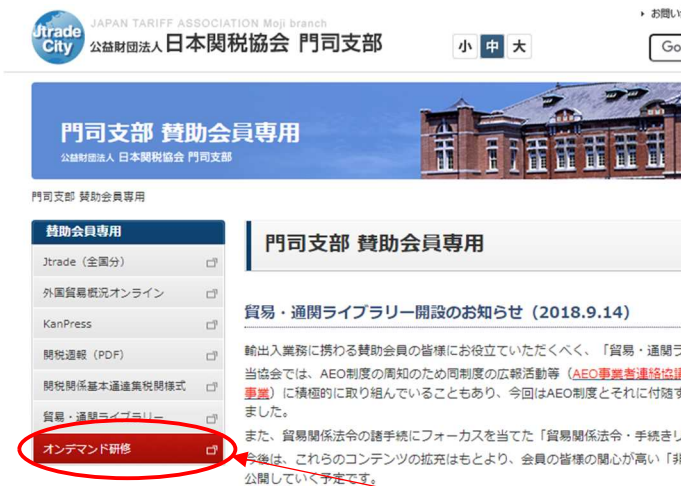 Jtrade City
JAPAN TARIFF ASSOCIATION Moji branch
公益財団法人日本関税協会 門司支部
小 中 大
お問い
Go
門司支部 賛助会員専用
公益財団法人 日本関税協会 門司支部
門司支部 賛助会員専用
賛助会員専用
Jtrade（全国分）
外国貿易概況オンライン
KanPress
関税週報（PDF）
関税関係基本通達集税関様式
貿易・通関ライブラリー
オンデマンド研修
門司支部 賛助会員専用
貿易・通関ライブラリー開設のお知らせ（2018.9.14）
輸出入業務に携わる賛助会員の皆様にお役立ていただくべく、「貿易・通関ラ
当協会では、AEO制度の周知のため同制度の広報活動等（AEO事業者連絡協議
事業）に積極的に取り組んでいることもあり、今回はAEO制度とそれに付随す
ました。
また、貿易関係法令の諸手続にフォーカスを当てた「貿易関係法令・手続きリ
今後は、これらのコンテンツの拡充はもとより、会員の皆様の関心が高い「非
公開していく予定です。